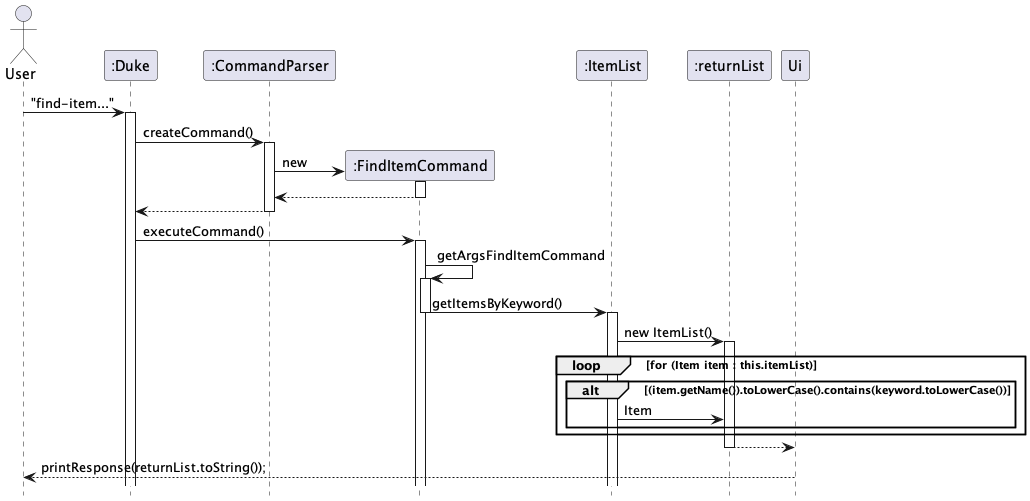 User
:Duke
:CommandParser
:ItemList
:returnList
Ui
"find-item..."
createCommand()
new
:FindItemCommand
executeCommand()
getArgsFindItemCommand
getItemsByKeyword()
new ItemList()
loop [for (Item item : this.itemList)]
alt [(item.getName()).toLowerCase().contains(keyword.toLowerCase())]
Item
printResponse(returnList.toString());